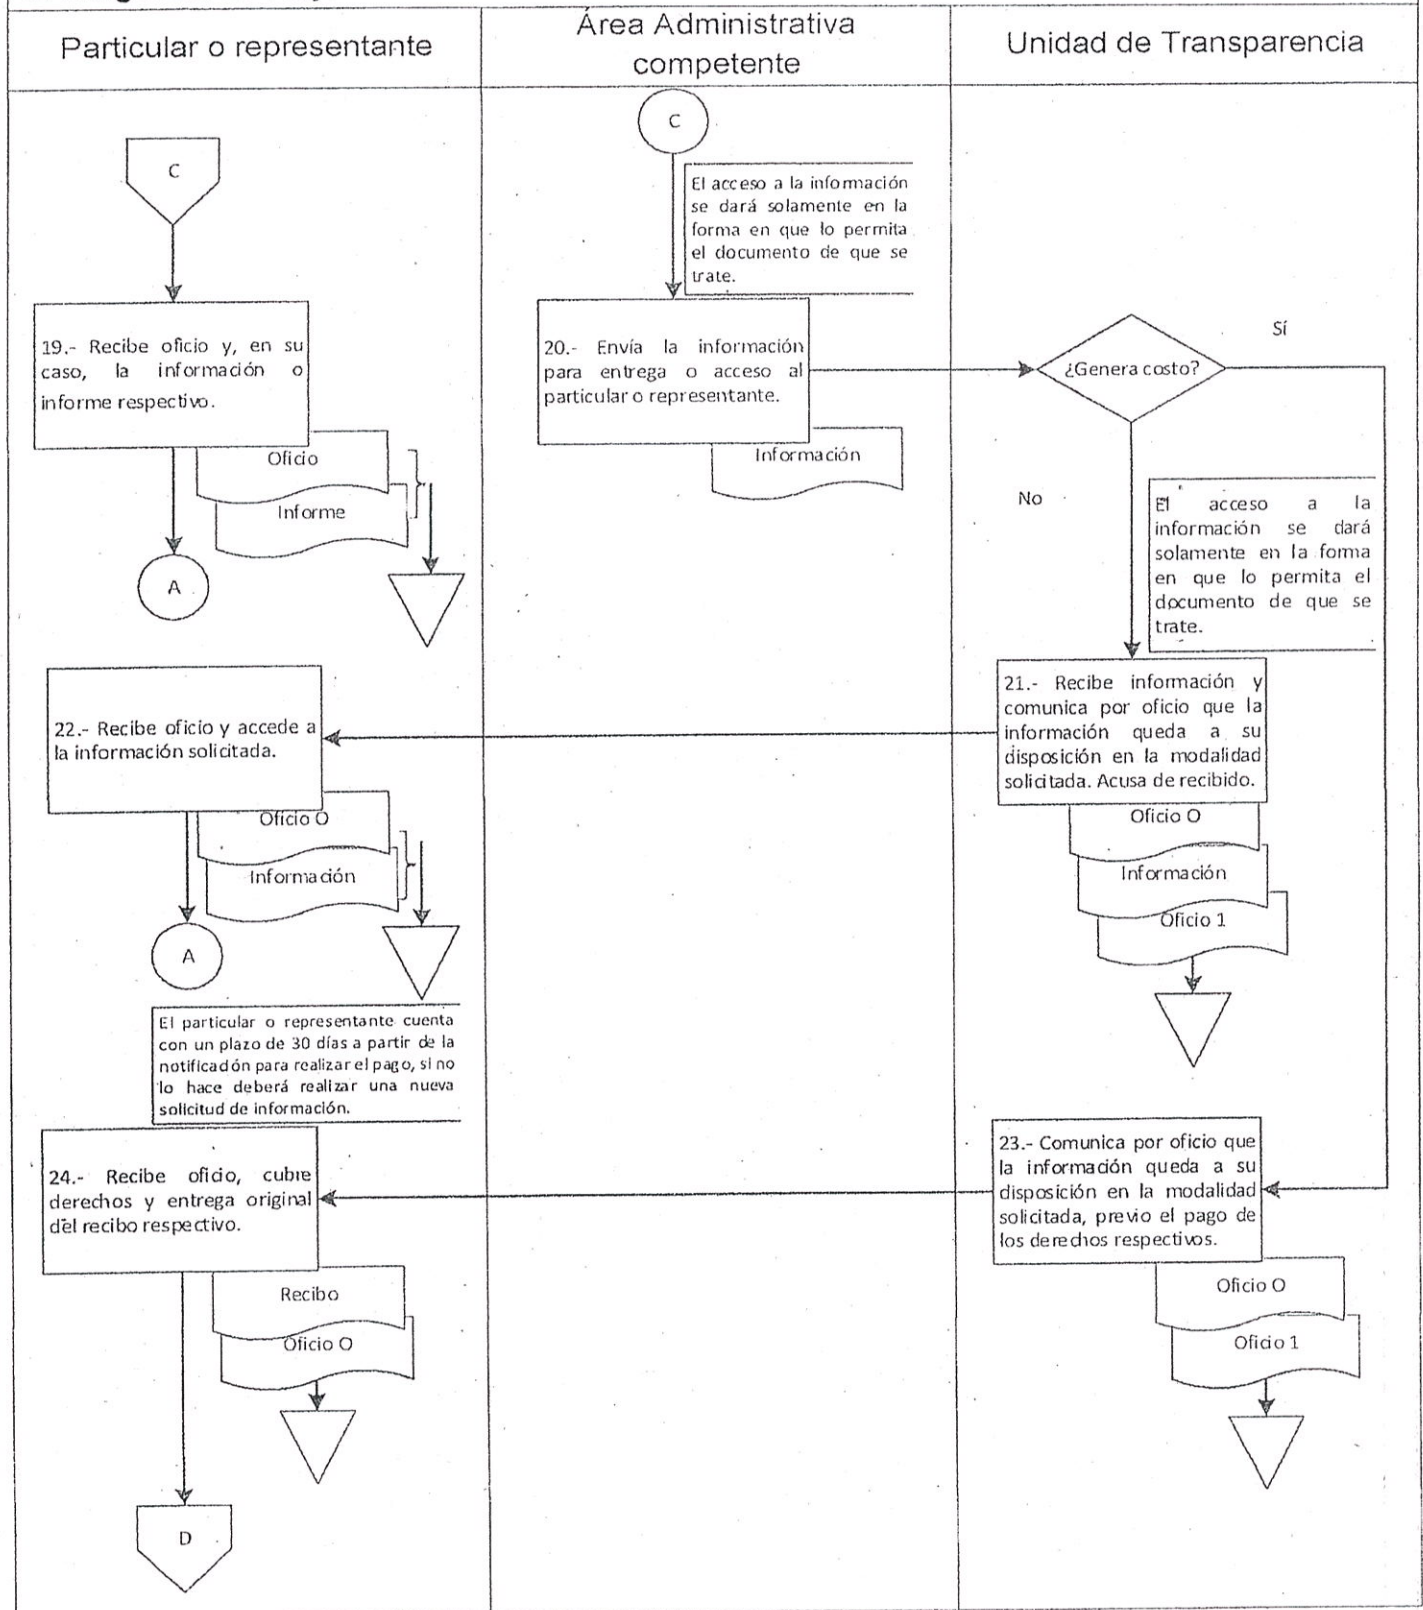 Particular o representante
Área Administrativa
competente
Unidad de Transparencia
C
19.- Recibe oficio y, en su
caso, la información o
informe respectivo.
Oficio
Informe
A
C
El acceso a la información
se dará solamente en la
forma en que lo permita
el documento de que se
trate.
20.- Envía la información
para entrega o acceso al
particular o representante.
Información
¿Genera costo?
Sí
No
El acceso a la
información se dará
solamente en la forma
en que lo permita el
documento de que se
trate.
21.- Recibe información y
comunica por oficio que la
información queda a su
disposición en la modalidad
solicitada. Acusa de recibido.
Oficio O
Información
Oficio 1
22.- Recibe oficio y accede a
la información solicitada.
Oficio O
Información
A
El particular o representante cuenta
con un plazo de 30 días a partir de la
notificación para realizar el pago, si no
lo hace deberá realizar una nueva
solicitud de información.
23.- Comunica por oficio que
la información queda a su
disposición en la modalidad
solicitada, previo el pago de
los derechos respectivos.
Oficio O
Oficio 1
24.- Recibe oficio, cubre
derechos y entrega original
del recibo respectivo.
Recibo
Oficio O
D